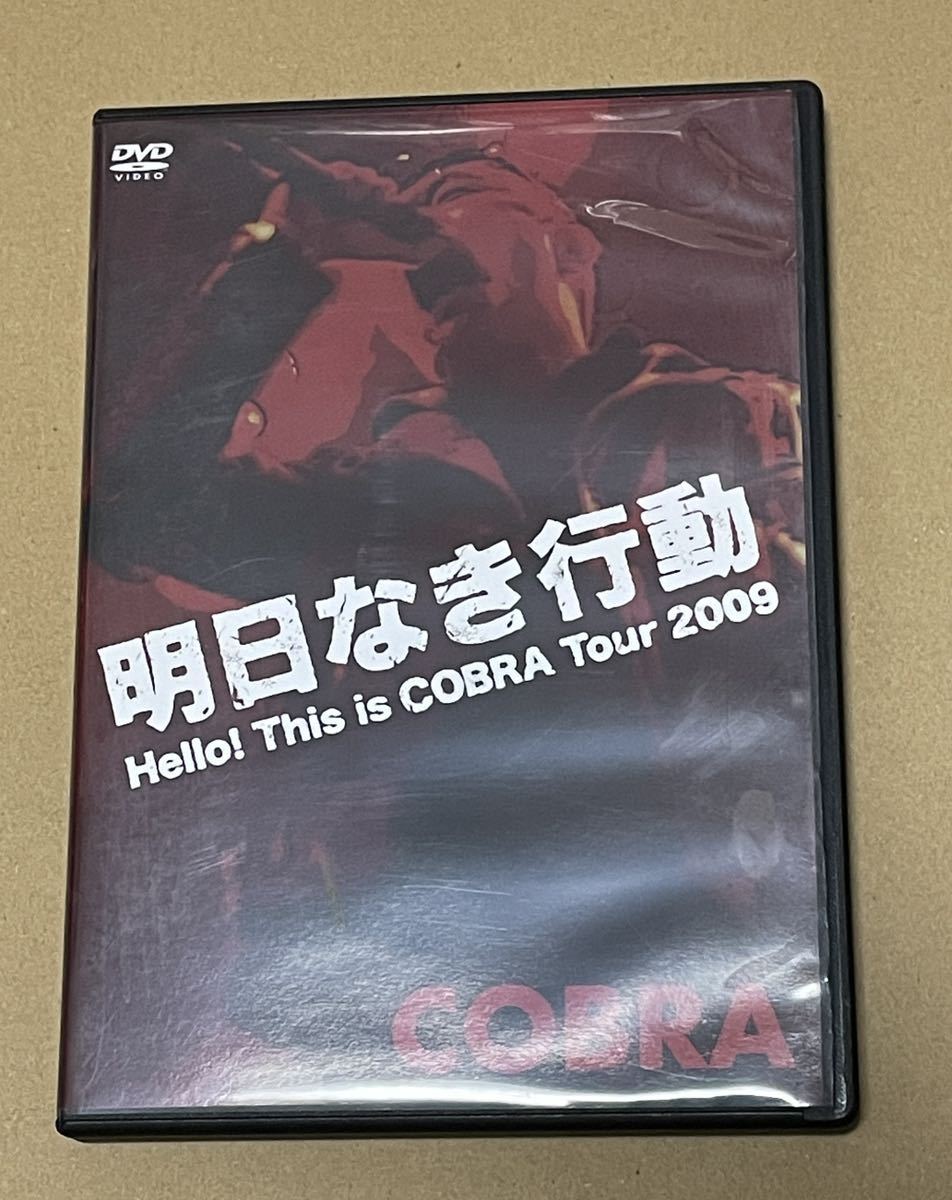 DVD
VIDEO
明日なき行動
Hello! This is COBRA Tour 2009
COBRA